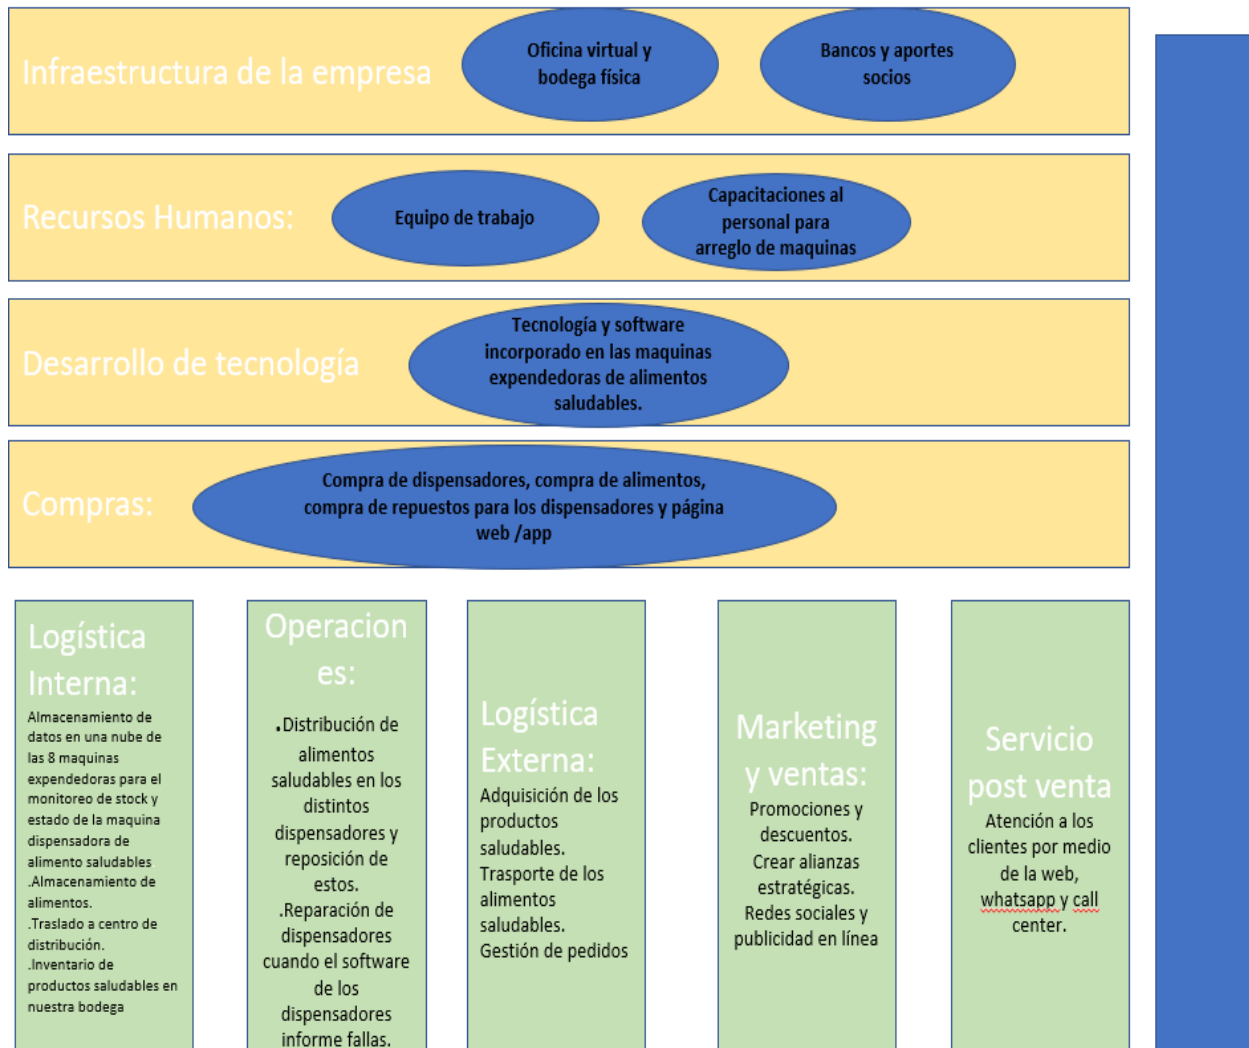 Infraestructura de la empresa
Oficina virtual y
bodega física
Bancos y aportes
socios
Recursos Humanos:
Equipo de trabajo
Capacitaciones al
personal para
arreglo de maquinas
Desarrollo de tecnología
Tecnología y software
incorporado en las maquinas
expendedoras de alimentos
saludables.
Compras:
Compra de dispensadores, compra de alimentos,
compra de repuestos para los dispensadores y página
web /app
Logística
Interna:
Almacenamiento de
datos en una nube de
las 8 maquinas
expendedoras para el
monitoreo de stock y
estado de la maquina
dispensadora de
alimento saludables
.Almacenamiento de
alimentos.
.Traslado a centro de
distribución.
.Inventario de
productos saludables en
nuestra bodega
Operacion
es:
.Distribución de
alimentos
saludables en los
distintos
dispensadores y
reposición de
estos.
.Reparación de
dispensadores
cuando el software
de los
dispensadores
informe fallas.
Logística
Externa:
Adquisición de los
productos
saludables.
Trasporte de los
alimentos
saludables.
Gestión de pedidos
Marketing
y ventas:
Promociones y
descuentos.
Crear alianzas
estratégicas.
Redes sociales y
publicidad en línea
Servicio
post venta
Atención a los
clientes por medio
de la web,
whatsapp y call
center.